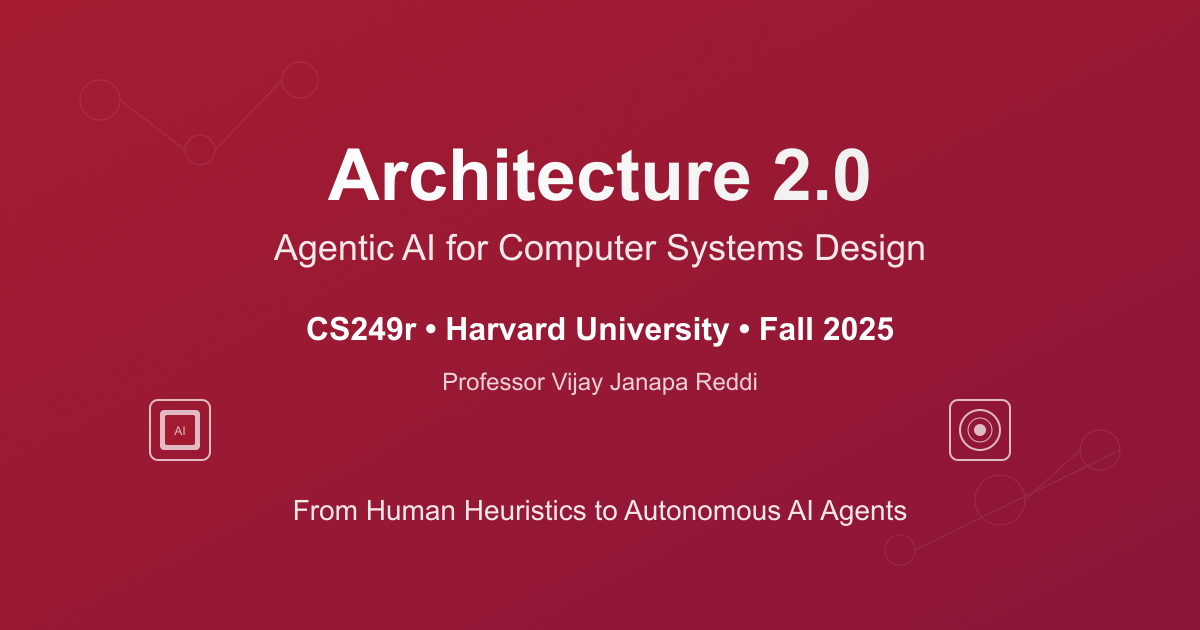 Architecture 2.0
Agentic AI for Computer Systems Design
CS249r • Harvard University • Fall 2025
Professor Vijay Janapa Reddi
AI
From Human Heuristics to Autonomous AI Agents